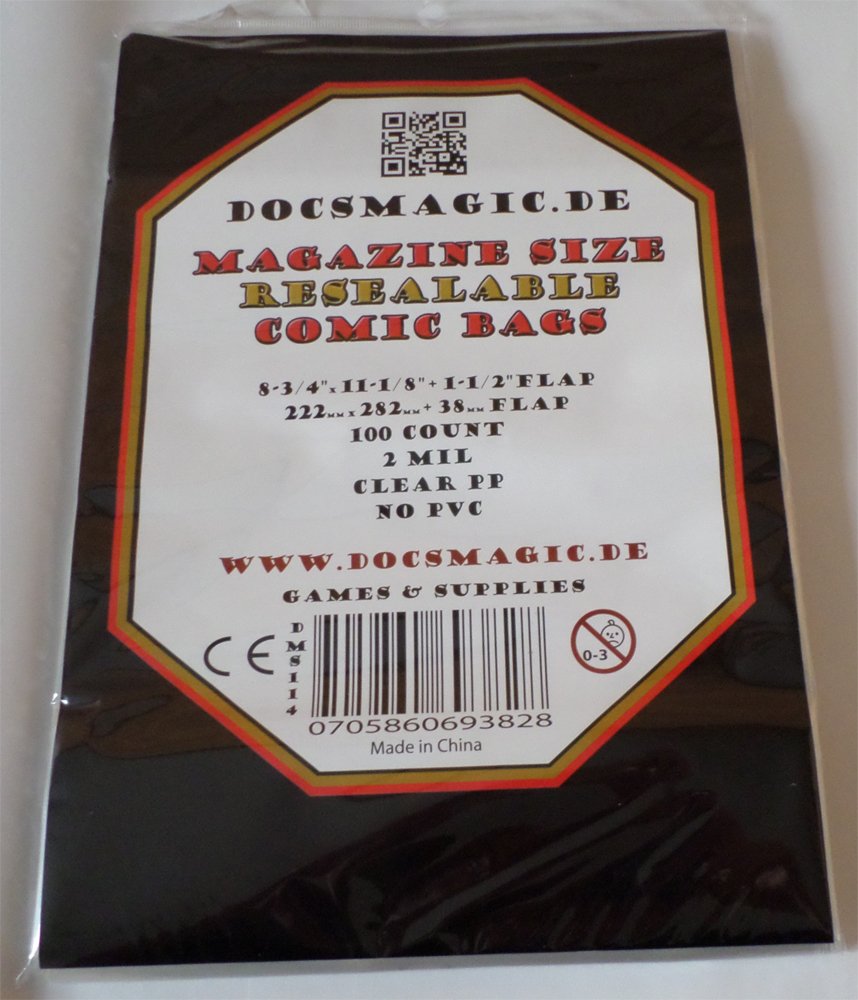 DOCSMAGIC.DE
MAGAZINE SIZE
RESEALABLE
COMIC BAGS
8-3/4"x 11-1/8" + 1-1/2" FLAP
222MM x 282MM + 38MM FLAP
100 COUNT
2 MIL
CLEAR PP
NO PVC
WWW.DOCSMAGIC.DE
GAMES & SUPPLIES
CE
DMS114
0-3
0705860693828
Made in China